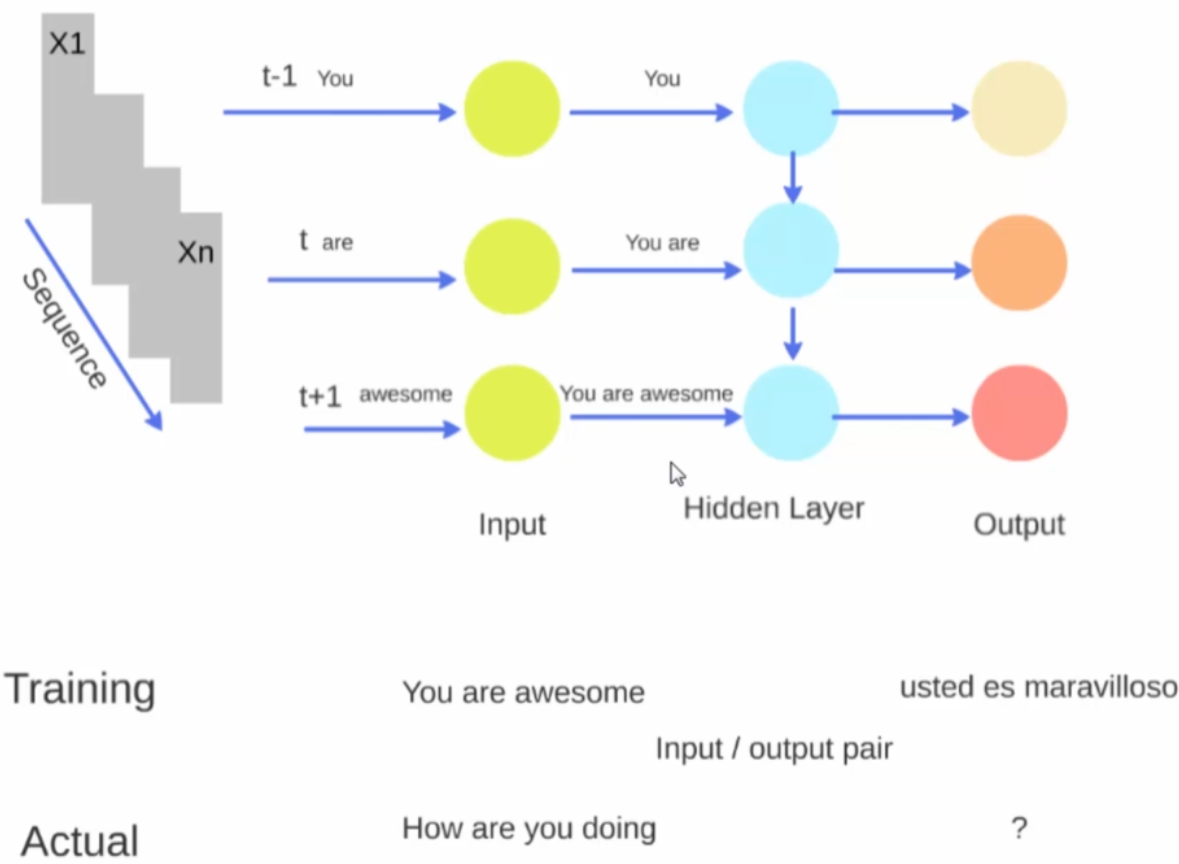 X1
t-1 You
You
Xn
t are
You are
Sequence
t+1 awesome
You are awesome
Input
Hidden Layer
Output
Training
You are awesome
usted es maravilloso
Input / output pair
Actual
How are you doing
?